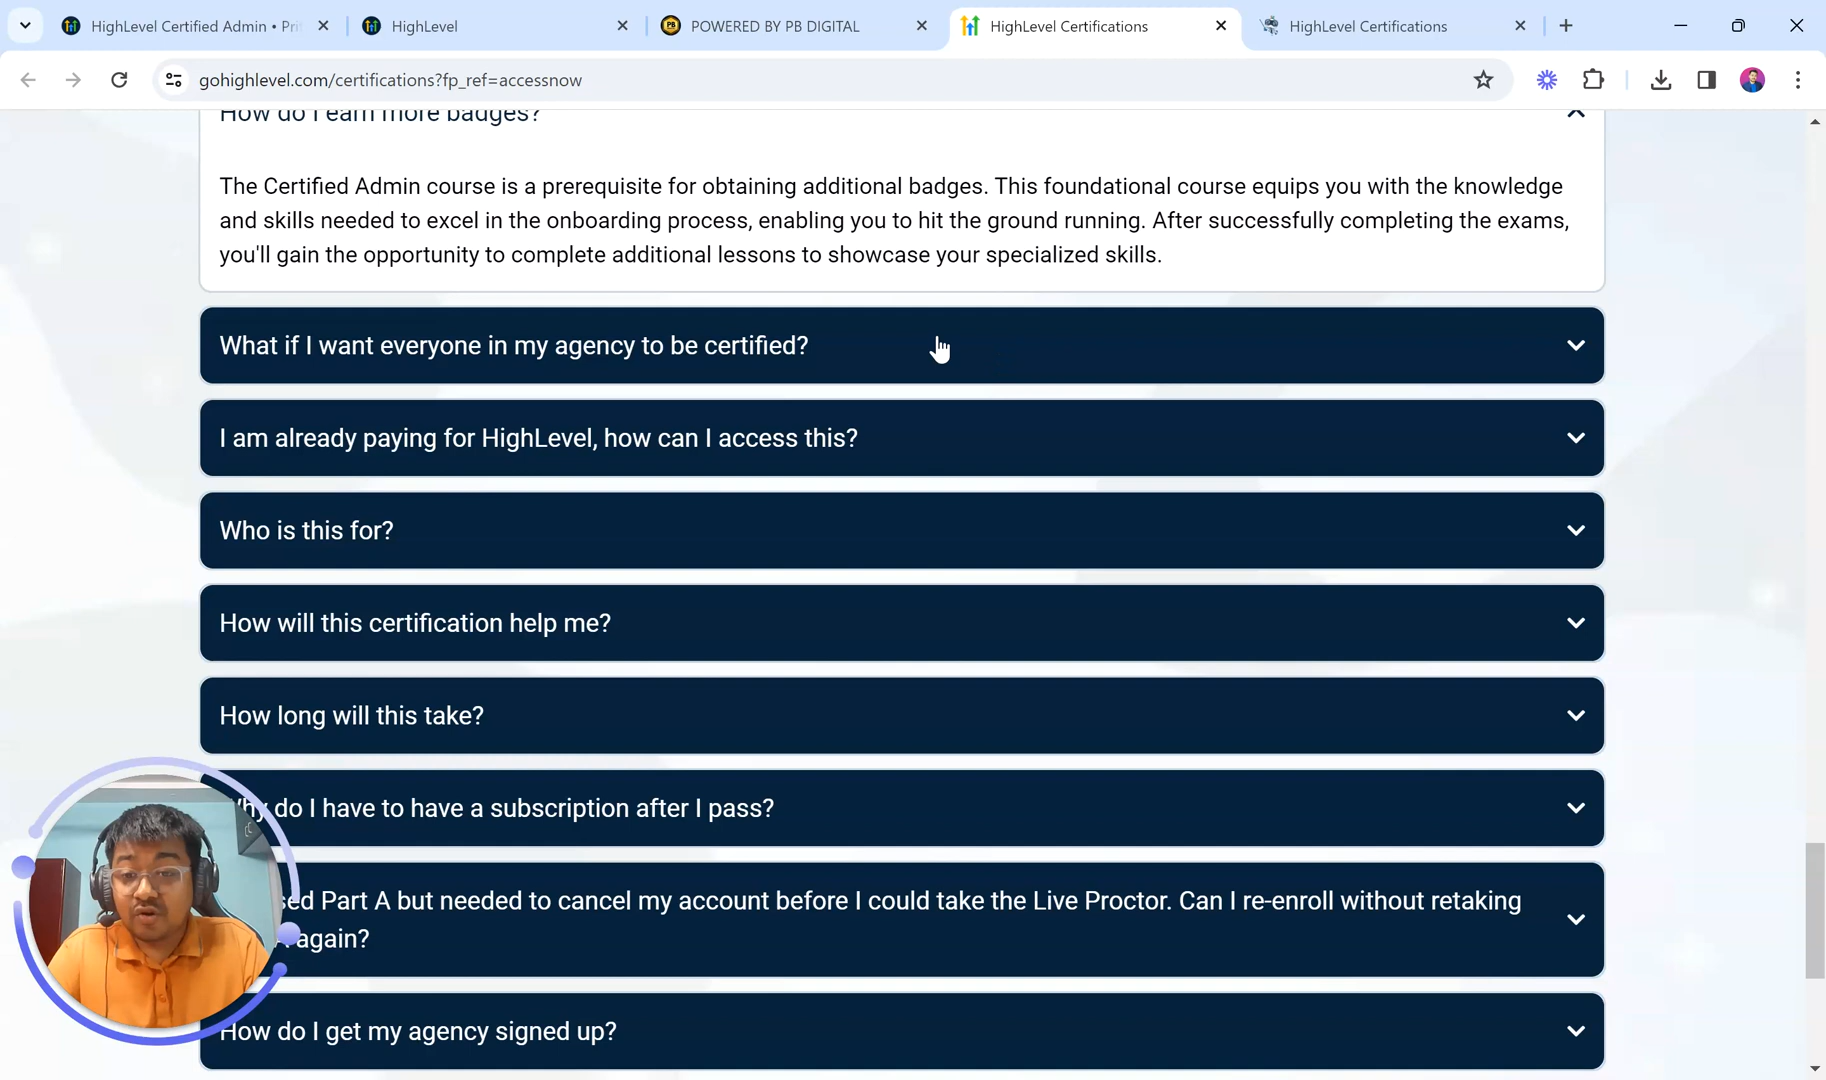 HighLevel Certified Admin • Pri
HighLevel
POWERED BY PB DIGITAL
HighLevel Certifications
HighLevel Certifications
gohighlevel.com/certifications?fp_ref=accessnow
How do I earn more badges?
The Certified Admin course is a prerequisite for obtaining additional badges. This foundational course equips you with the knowledge
and skills needed to excel in the onboarding process, enabling you to hit the ground running. After successfully completing the exams,
you'll gain the opportunity to complete additional lessons to showcase your specialized skills.
What if I want everyone in my agency to be certified?
I am already paying for HighLevel, how can I access this?
Who is this for?
How will this certification help me?
How long will this take?
do I have to have a subscription after I pass?
Part A but needed to cancel my account before I could take the Live Proctor. Can I re-enroll without retaking
again?
How do I get my agency signed up?